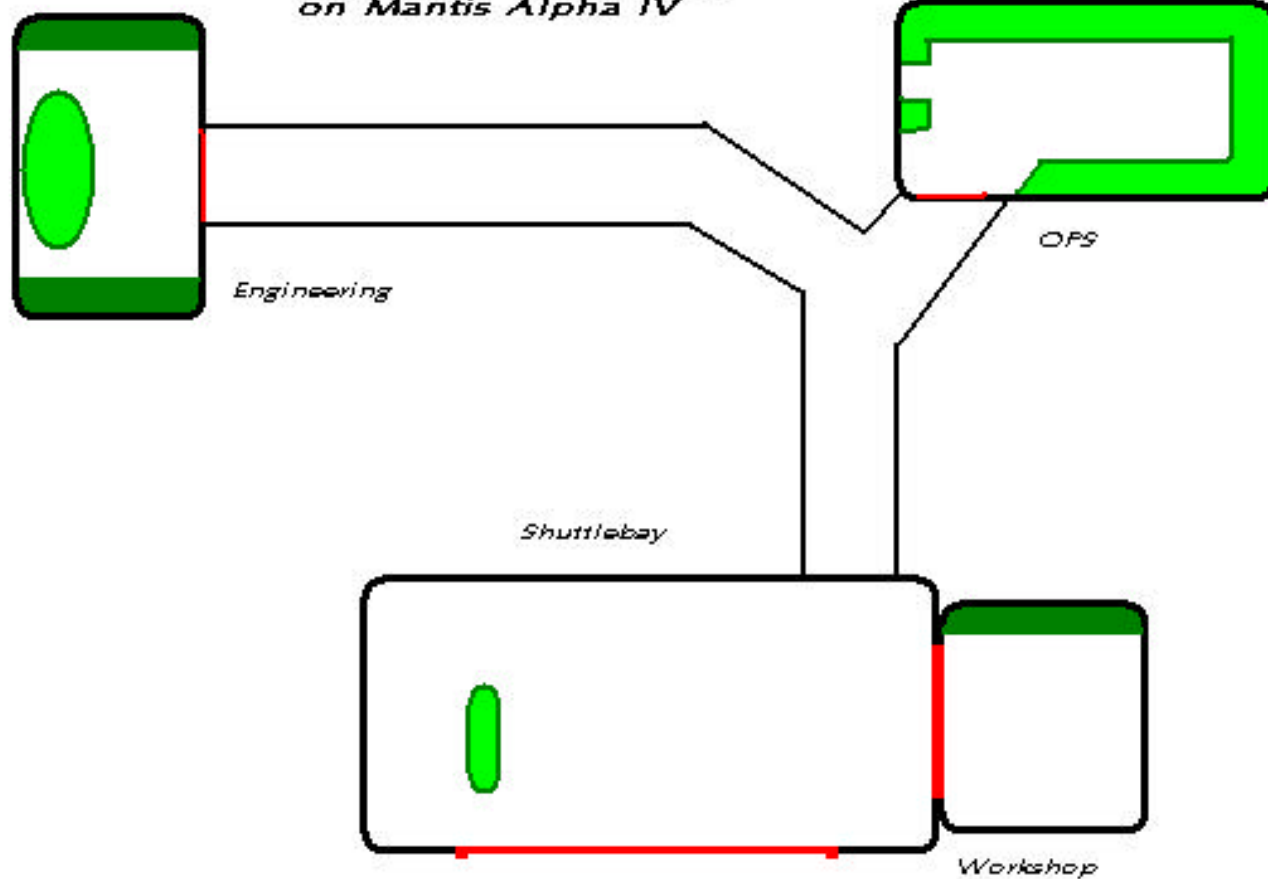 on Mantis Alpha IV
OPS
Engineering
Shuttlebay
Workshop